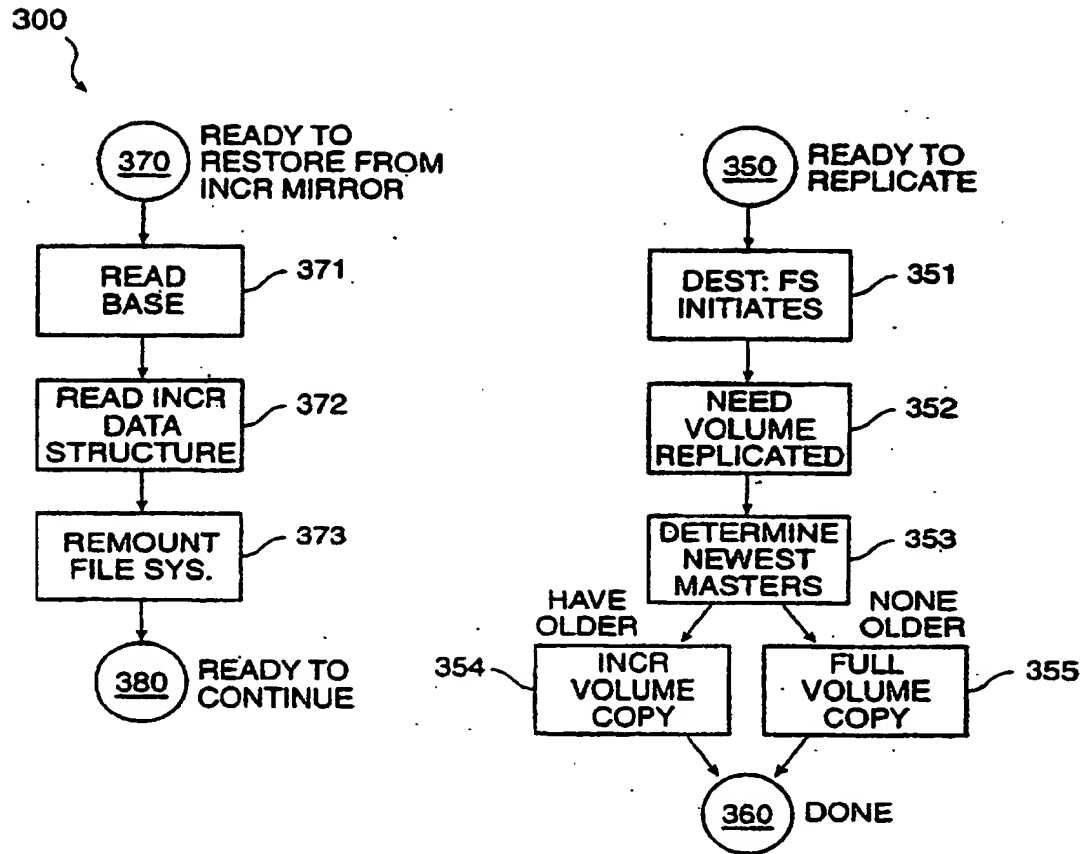 300
370
READY TO
RESTORE FROM
INCR MIRROR
READ
BASE
371
READ INCR
DATA
STRUCTURE
372
REMOUNT
FILE SYS.
373
380
READY TO
CONTINUE
350
READY TO
REPLICATE
DEST: FS
INITIATES
351
NEED
VOLUME
REPLICATED
352
DETERMINE
NEWEST
MASTERS
353
HAVE
OLDER
NONE
OLDER
354
INCR
VOLUME
COPY
FULL
VOLUME
COPY
355
360
DONE